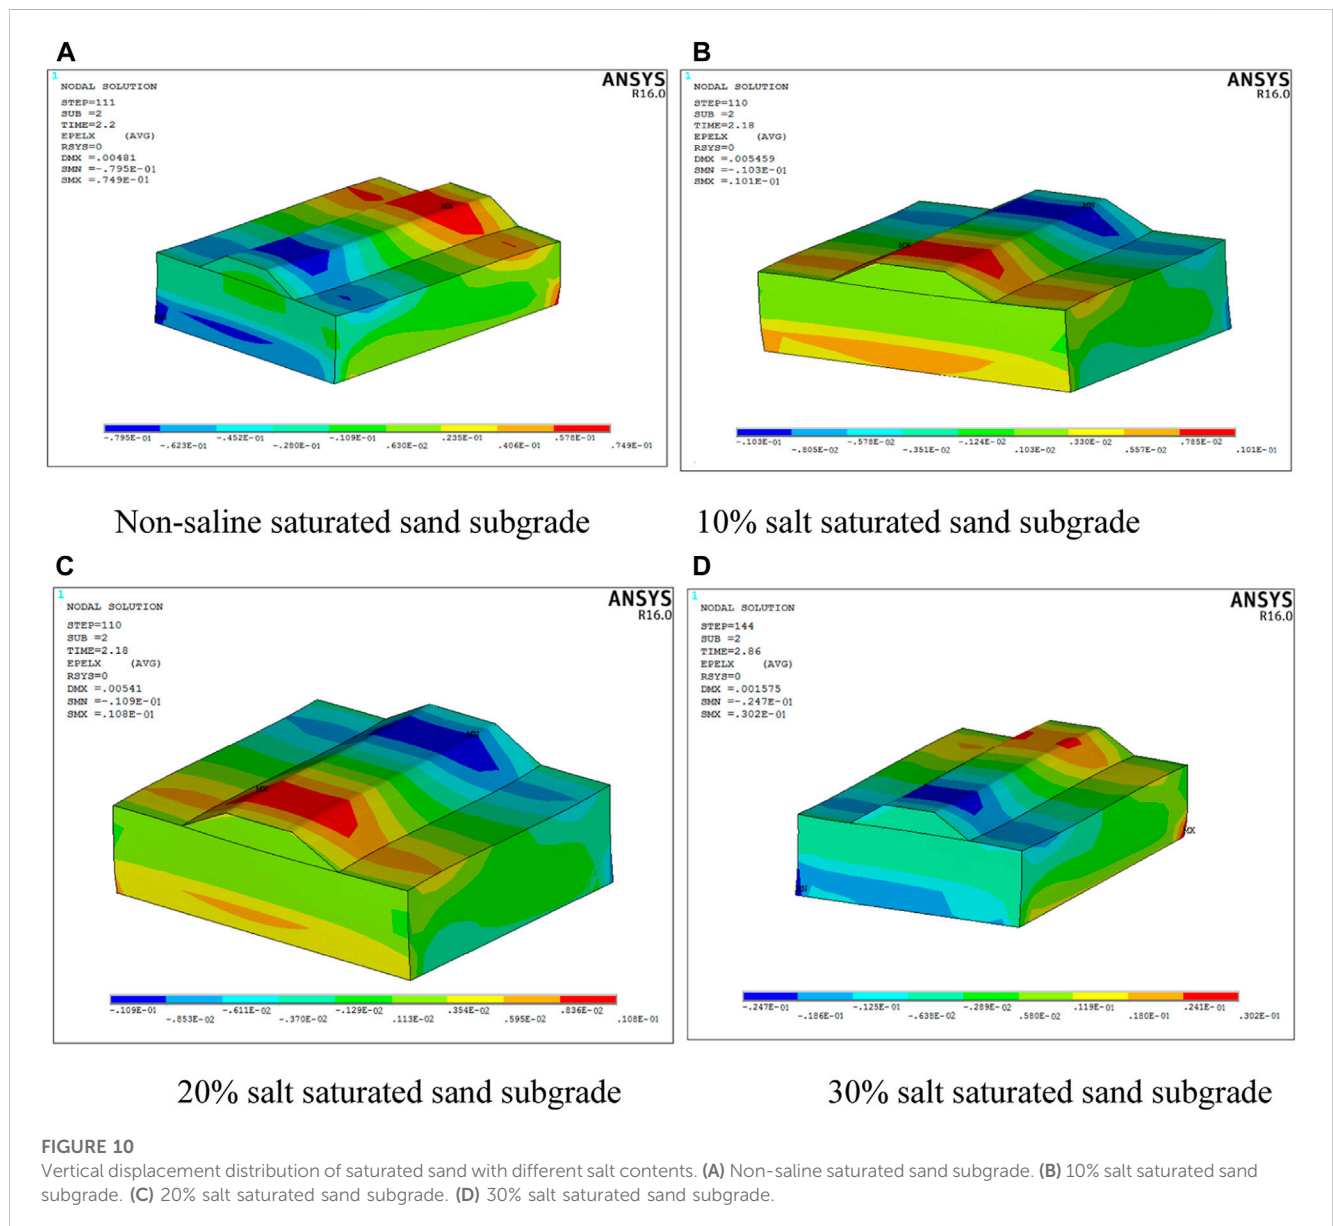 A
1
ANSYS
R16.0
NODAL SOLUTION
STEP=111
SUB =2
TIME=2.2
EPELX (AVG)
RSYS=0
DMX =.00481
SMN =-.795E-01
SMX =.749E-01
MX
-.795E-01 -.452E-01 -.109E-01 .235E-01 .578E-01
-.623E-01 -.280E-01 .630E-02 .406E-01 .749E-01
Non-saline saturated sand subgrade
B
1
ANSYS
R16.0
NODAL SOLUTION
STEP=110
SUB =2
TIME=2.18
EPELX (AVG)
RSYS=0
DMX =.005459
SMN =-.103E-01
SMX =.101E-01
MN
MX
-.103E-01 -.578E-02 -.124E-02 .330E-02 .785E-02
-.805E-02 -.351E-02 .103E-02 .557E-02 .101E-01
10% salt saturated sand subgrade
C
1
ANSYS
R16.0
NODAL SOLUTION
STEP=110
SUB =2
TIME=2.18
EPELX (AVG)
RSYS=0
DMX =.00541
SMN =-.109E-01
SMX =.108E-01
MN
MX
-.109E-01 -.611E-02 -.129E-02 .354E-02 .836E-02
-.853E-02 -.370E-02 .113E-02 .595E-02 .108E-01
20% salt saturated sand subgrade
D
1
ANSYS
R16.0
NODAL SOLUTION
STEP=144
SUB =2
TIME=2.86
EPELX (AVG)
RSYS=0
DMX =.001575
SMN =-.247E-01
SMX =.302E-01
MX
MN
-.247E-01 -.125E-01 -.289E-02 .119E-01 .241E-01
-.186E-01 -.638E-02 .580E-02 .180E-01 .302E-01
30% salt saturated sand subgrade
FIGURE 10
Vertical displacement distribution of saturated sand with different salt contents. (A) Non-saline saturated sand subgrade. (B) 10% salt saturated sand
subgrade. (C) 20% salt saturated sand subgrade. (D) 30% salt saturated sand subgrade.